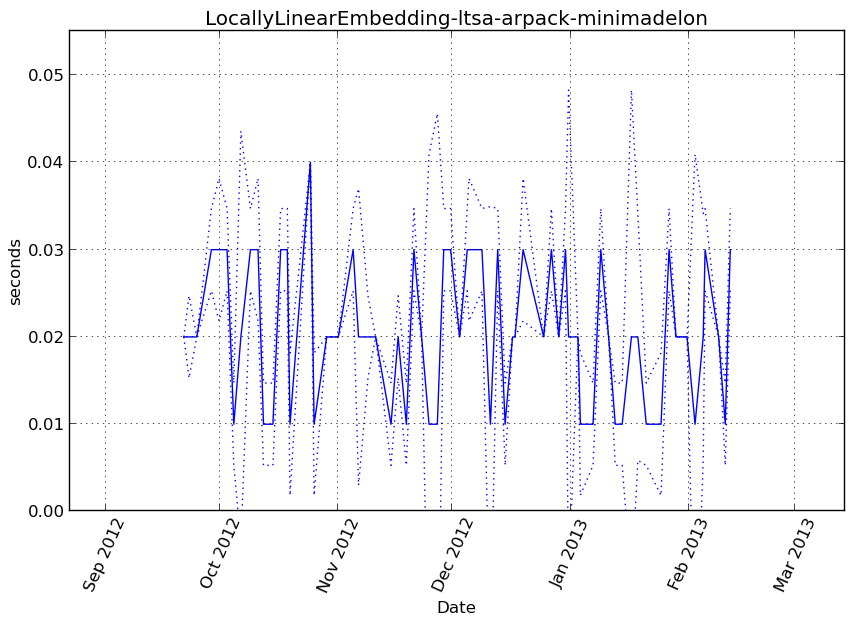 LocallyLinearEmbedding-ltsa-arpack-minimadelon
0.05
0.04
0.03
0.02
0.01
0.00
seconds
Sep 2012
Oct 2012
Nov 2012
Dec 2012
Jan 2013
Feb 2013
Mar 2013
Date